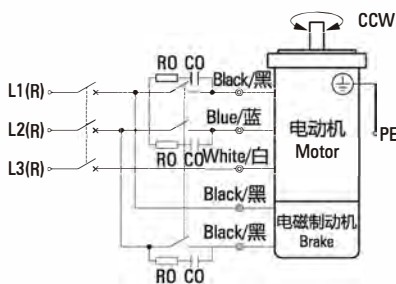 CCW
RO CO
L1(R)
Black/黑
L2(R)
Blue/蓝
电动机
Motor
PE
RO CO
L3(R)
White/白
Black/黑
电磁制动机
Brake
Black/黑
RO CO